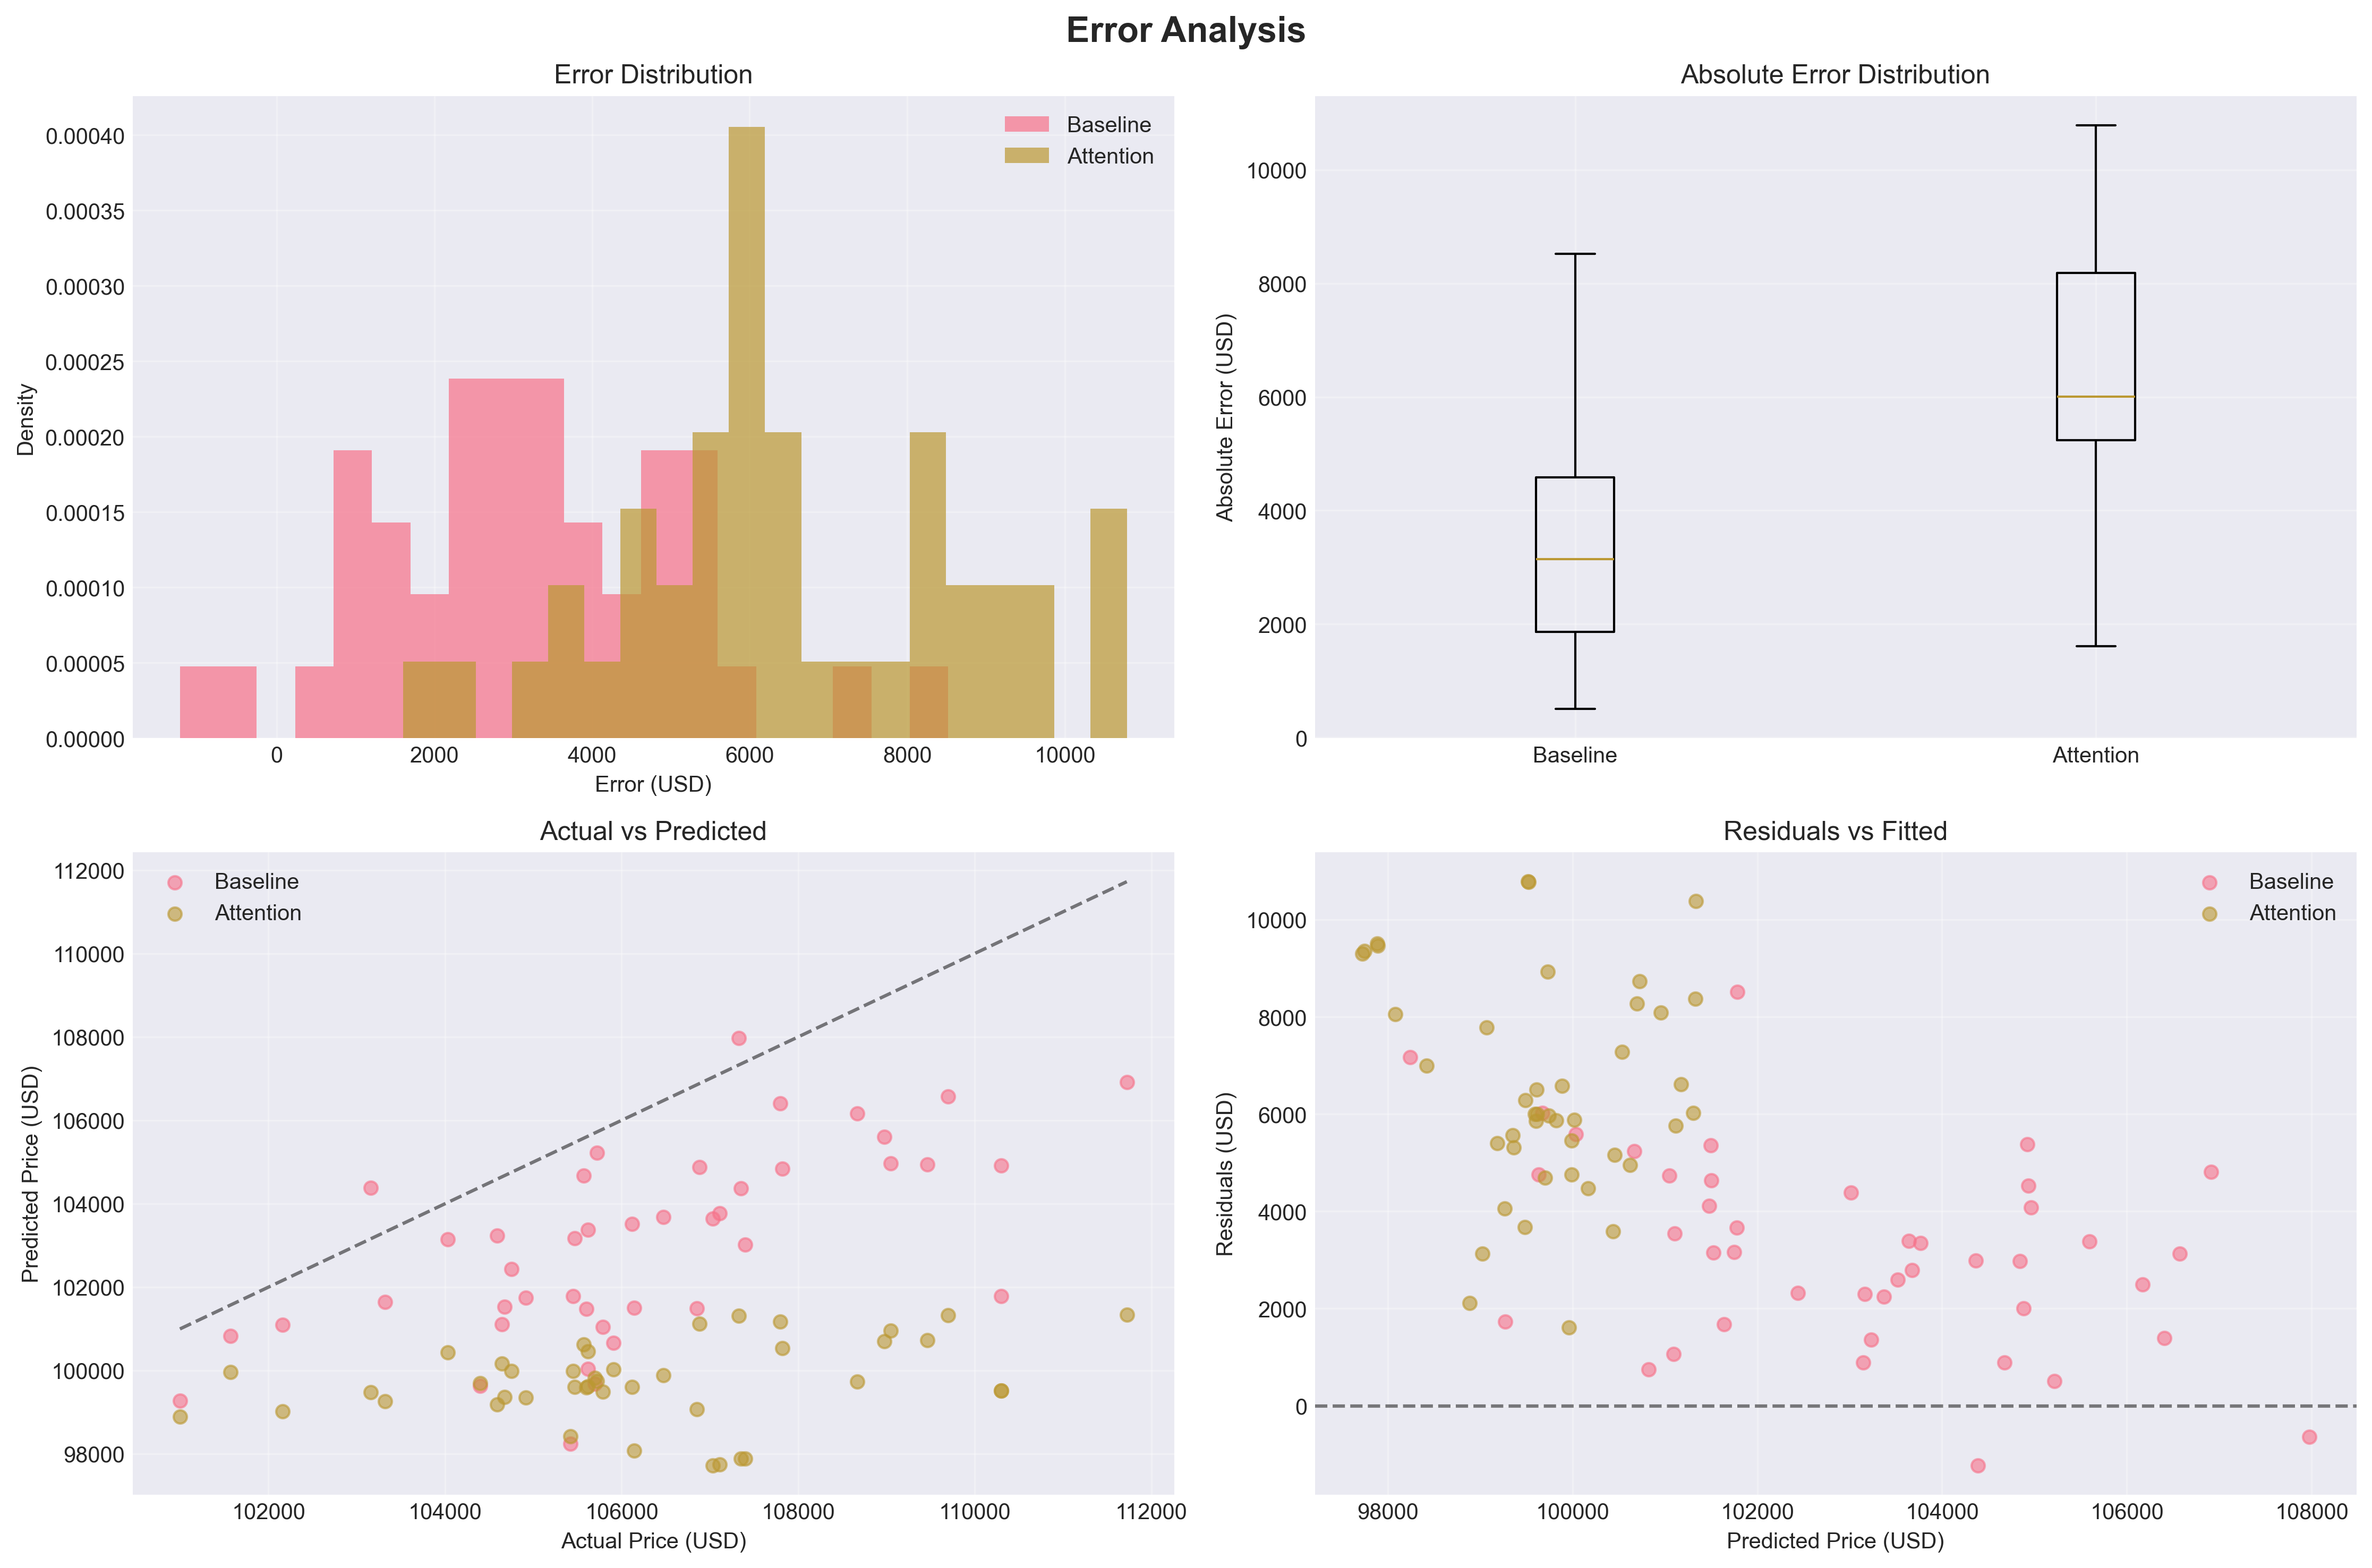 Error Analysis
Error Distribution
0.00040
0.00035
0.00030
0.00025
0.00020
0.00015
0.00010
0.00005
0.00000
Density
Baseline
Attention
0 2000 4000 6000 8000 10000
Error (USD)
Absolute Error Distribution
10000
8000
6000
4000
2000
0
Absolute Error (USD)
Baseline Attention
Actual vs Predicted
112000
110000
108000
106000
104000
102000
100000
98000
Predicted Price (USD)
Baseline
Attention
102000 104000 106000 108000 110000 112000
Actual Price (USD)
Residuals vs Fitted
10000
8000
6000
4000
2000
0
Residuals (USD)
Baseline
Attention
98000 100000 102000 104000 106000 108000
Predicted Price (USD)